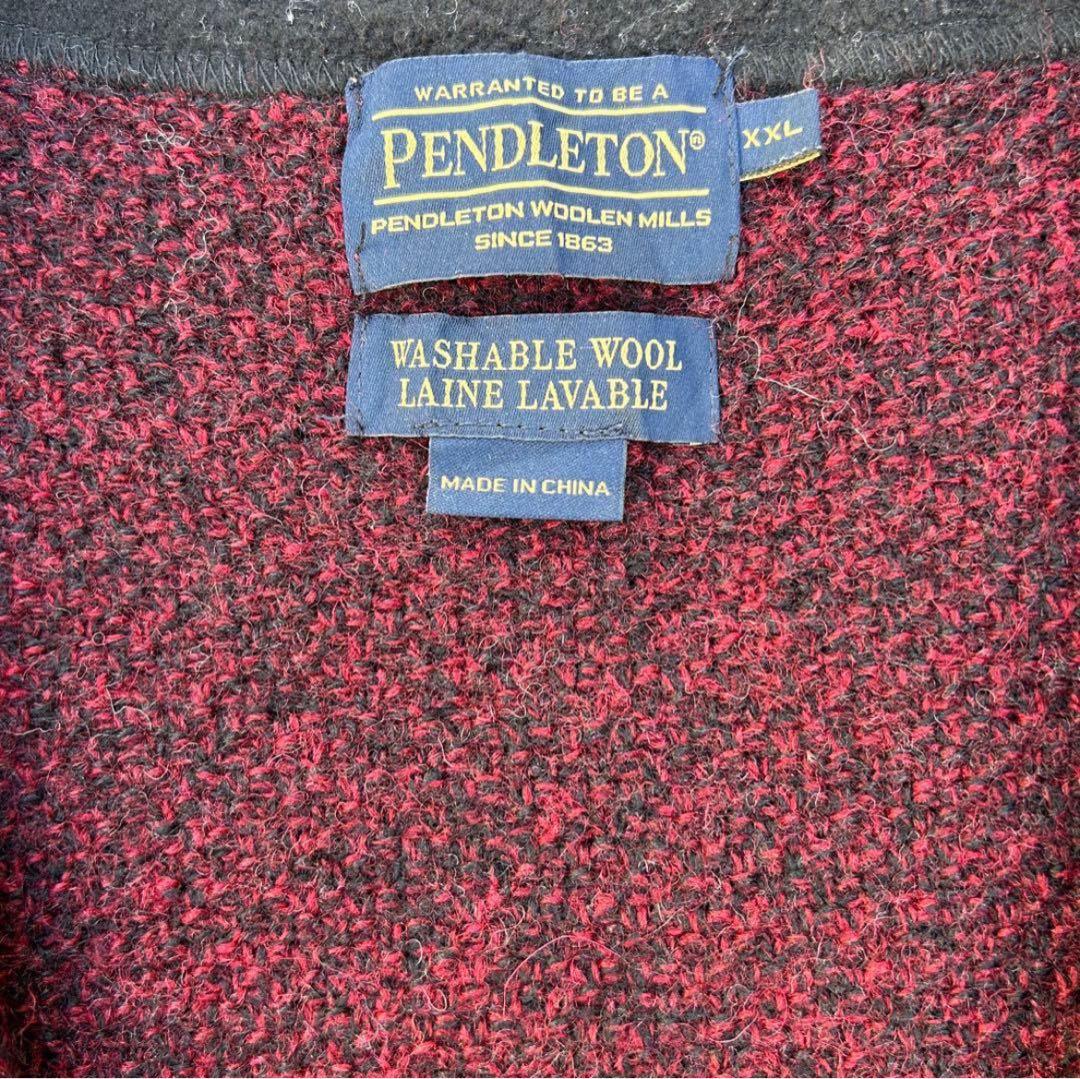 WARRANTED TO BE A
PENDLETON®
XXL
PENDLETON WOOLEN MILLS
SINCE 1863
WASHABLE WOOL
LAINE LAVABLE
MADE IN CHINA